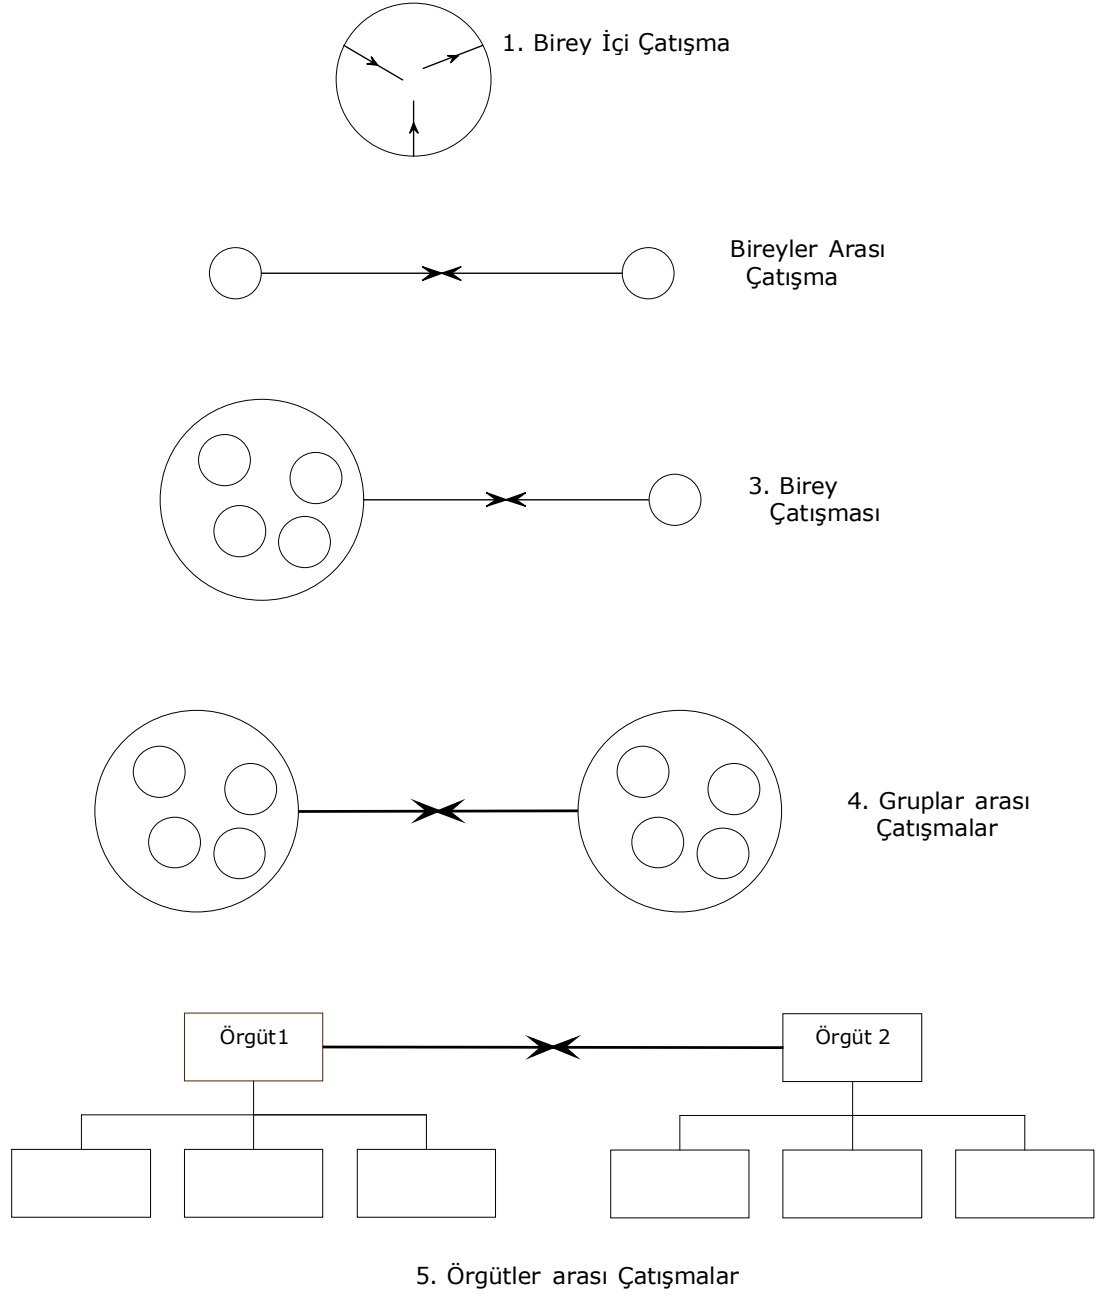 1. Birey İçi Çatışma
Bireyler Arası
Çatışma
3. Birey
Çatışması
4. Gruplar arası
Çatışmalar
Örgüt1
Örgüt 2
5. Örgütler arası Çatışmalar